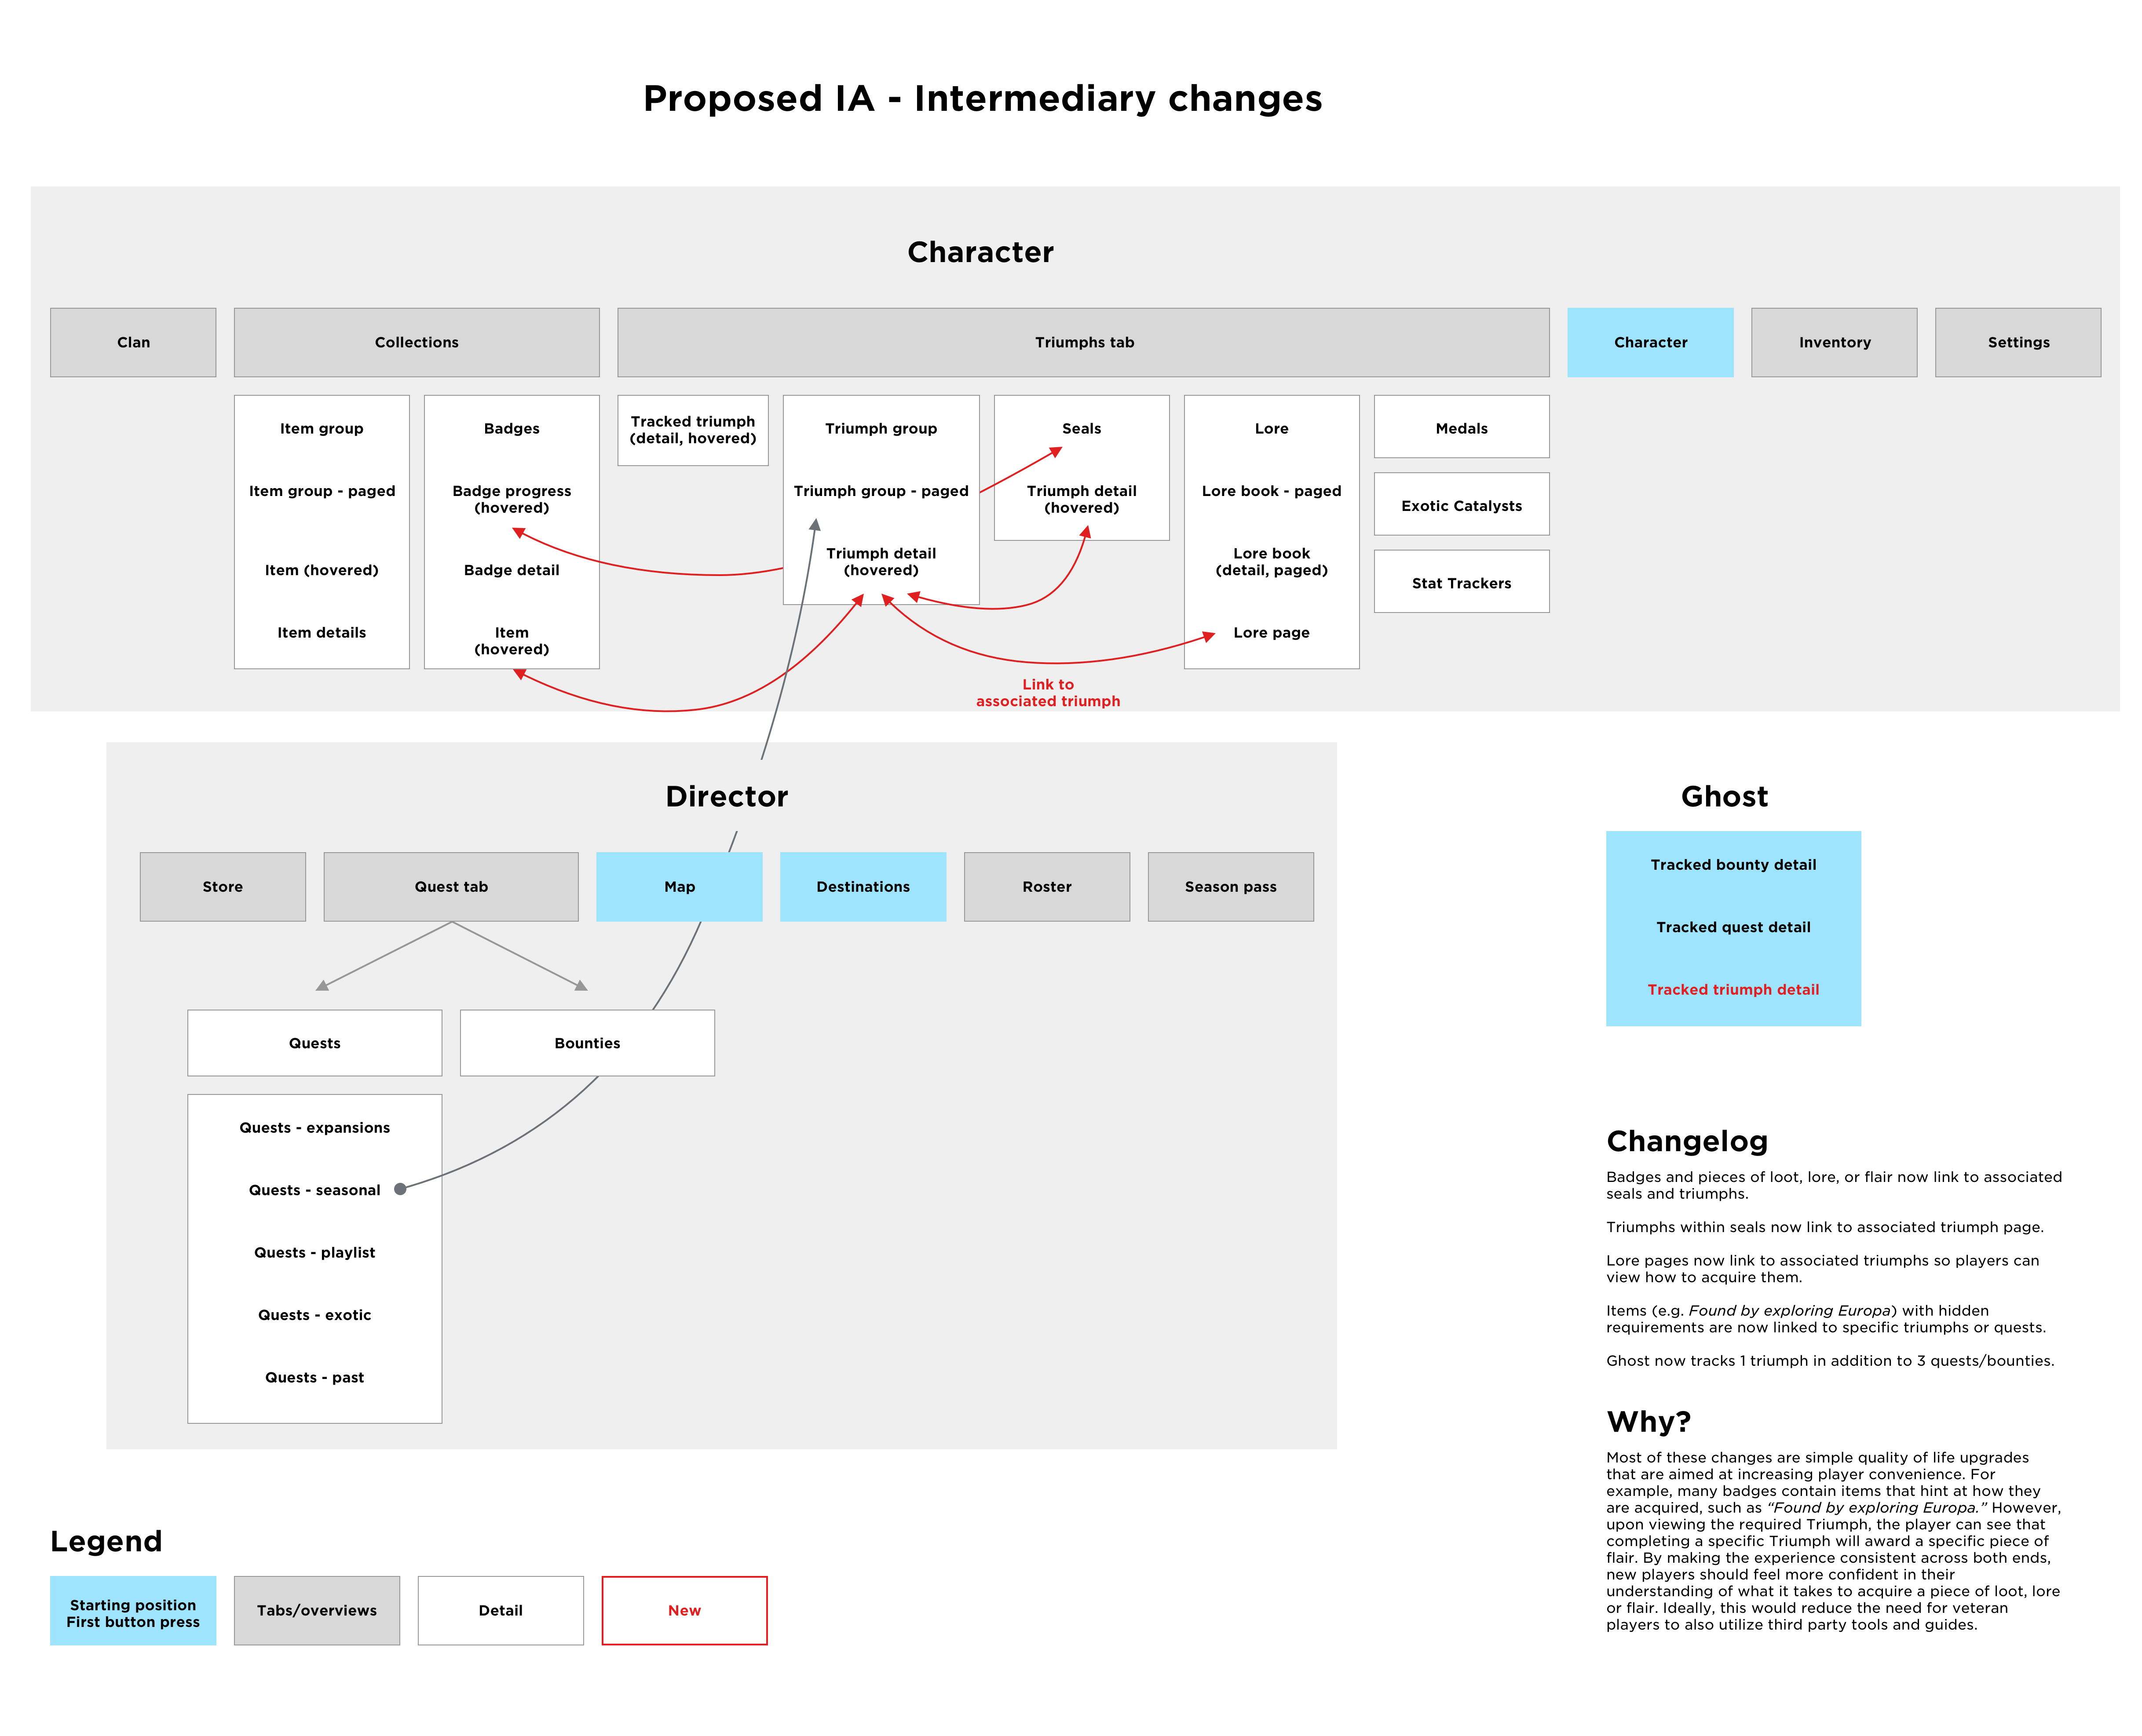 Proposed IA - Intermediary changes
Character
Clan
Collections
Triumphs tab
Character
Inventory
Settings
Item group
Item group - paged
Item (hovered)
Item details
Badges
Badge progress
(hovered)
Badge detail
Item
(hovered)
Tracked triumph
(detail, hovered)
Triumph group
Triumph group - paged
Triumph detail
(hovered)
Seals
Triumph detail
(hovered)
Lore
Lore book - paged
Lore book
(detail, paged)
Lore page
Medals
Exotic Catalysts
Stat Trackers
Link to
associated triumph
Director
Store
Quest tab
Map
Destinations
Roster
Season pass
Quests
Bounties
Quests - expansions
Quests - seasonal
Quests - playlist
Quests - exotic
Quests - past
Ghost
Tracked bounty detail
Tracked quest detail
Tracked triumph detail
Changelog
Badges and pieces of loot, lore, or flair now link to associated
seals and triumphs.
Triumphs within seals now link to associated triumph page.
Lore pages now link to associated triumphs so players can
view how to acquire them.
Items (e.g. Found by exploring Europa) with hidden
requirements are now linked to specific triumphs or quests.
Ghost now tracks 1 triumph in addition to 3 quests/bounties.
Why?
Most of these changes are simple quality of life upgrades
that are aimed at increasing player convenience. For
example, many badges contain items that hint at how they
are acquired, such as “Found by exploring Europa.” However,
upon viewing the required Triumph, the player can see that
completing a specific Triumph will award a specific piece of
flair. By making the experience consistent across both ends,
new players should feel more confident in their
understanding of what it takes to acquire a piece of loot, lore
or flair. Ideally, this would reduce the need for veteran
players to also utilize third party tools and guides.
Legend
Starting position
First button press
Tabs/overviews
Detail
New